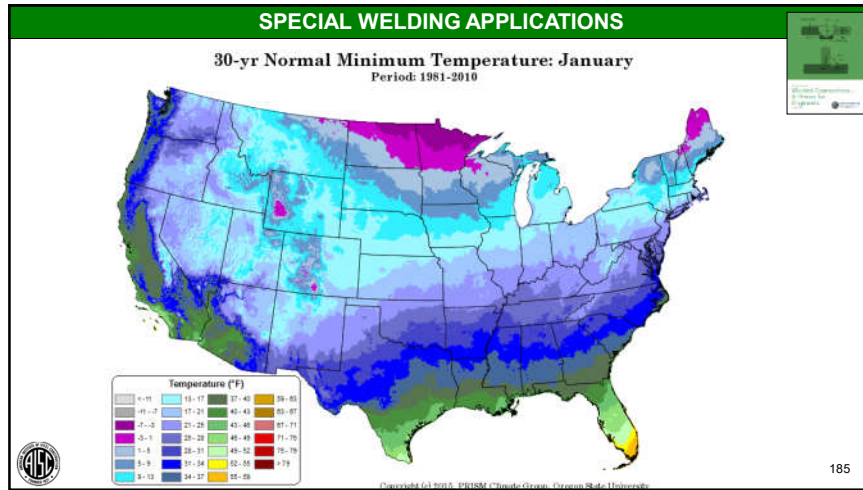 SPECIAL WELDING APPLICATIONS
30-yr Normal Minimum Temperature: January
Period: 1981-2010
Temperature (°F)
< -11 13 - 17 37 - 40 59 - 63
-11 - -7 17 - 21 40 - 43 63 - 67
-7 - -3 21 - 25 43 - 46 67 - 71
-3 - 1 25 - 28 46 - 49 71 - 75
1 - 5 28 - 31 49 - 52 75 - 79
5 - 9 31 - 34 52 - 55 > 79
9 - 13 34 - 37 55 - 59
AISC
Copyright (c) 2015, PRISM Climate Group, Oregon State University
185